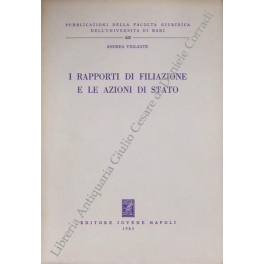 PUBBLICAZIONI DELLA FACOLTÀ GIURIDICA
DELL'UNIVERSITÀ DI BARI
ANDREA VIGLIANTE
I RAPPORTI DI FILIAZIONE
E LE AZIONI DI STATO
EDITORE JOVENE NAPOLI
Libreria Antiquaria Giulio Cesare di Daniele Corradi